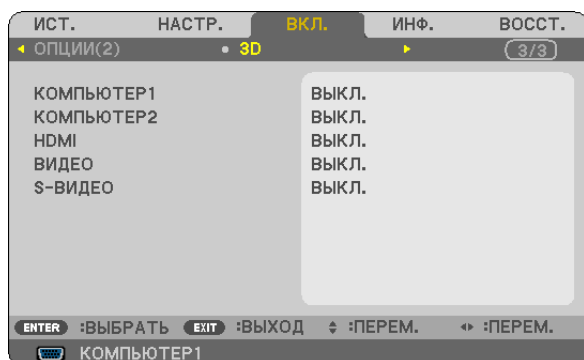 ИСТ. НАСТР. ВКЛ. ИНФ. ВОССТ.
ОПЦИИ(2) 3D 3/3
КОМПЬЮТЕР1 ВЫКЛ.
КОМПЬЮТЕР2 ВЫКЛ.
HDMI ВЫКЛ.
ВИДЕО ВЫКЛ.
S-ВИДЕО ВЫКЛ.
ENTER :ВЫБРАТЬ EXIT :ВЫХОД :ПЕРЕМ. :ПЕРЕМ.
КОМПЬЮТЕР1